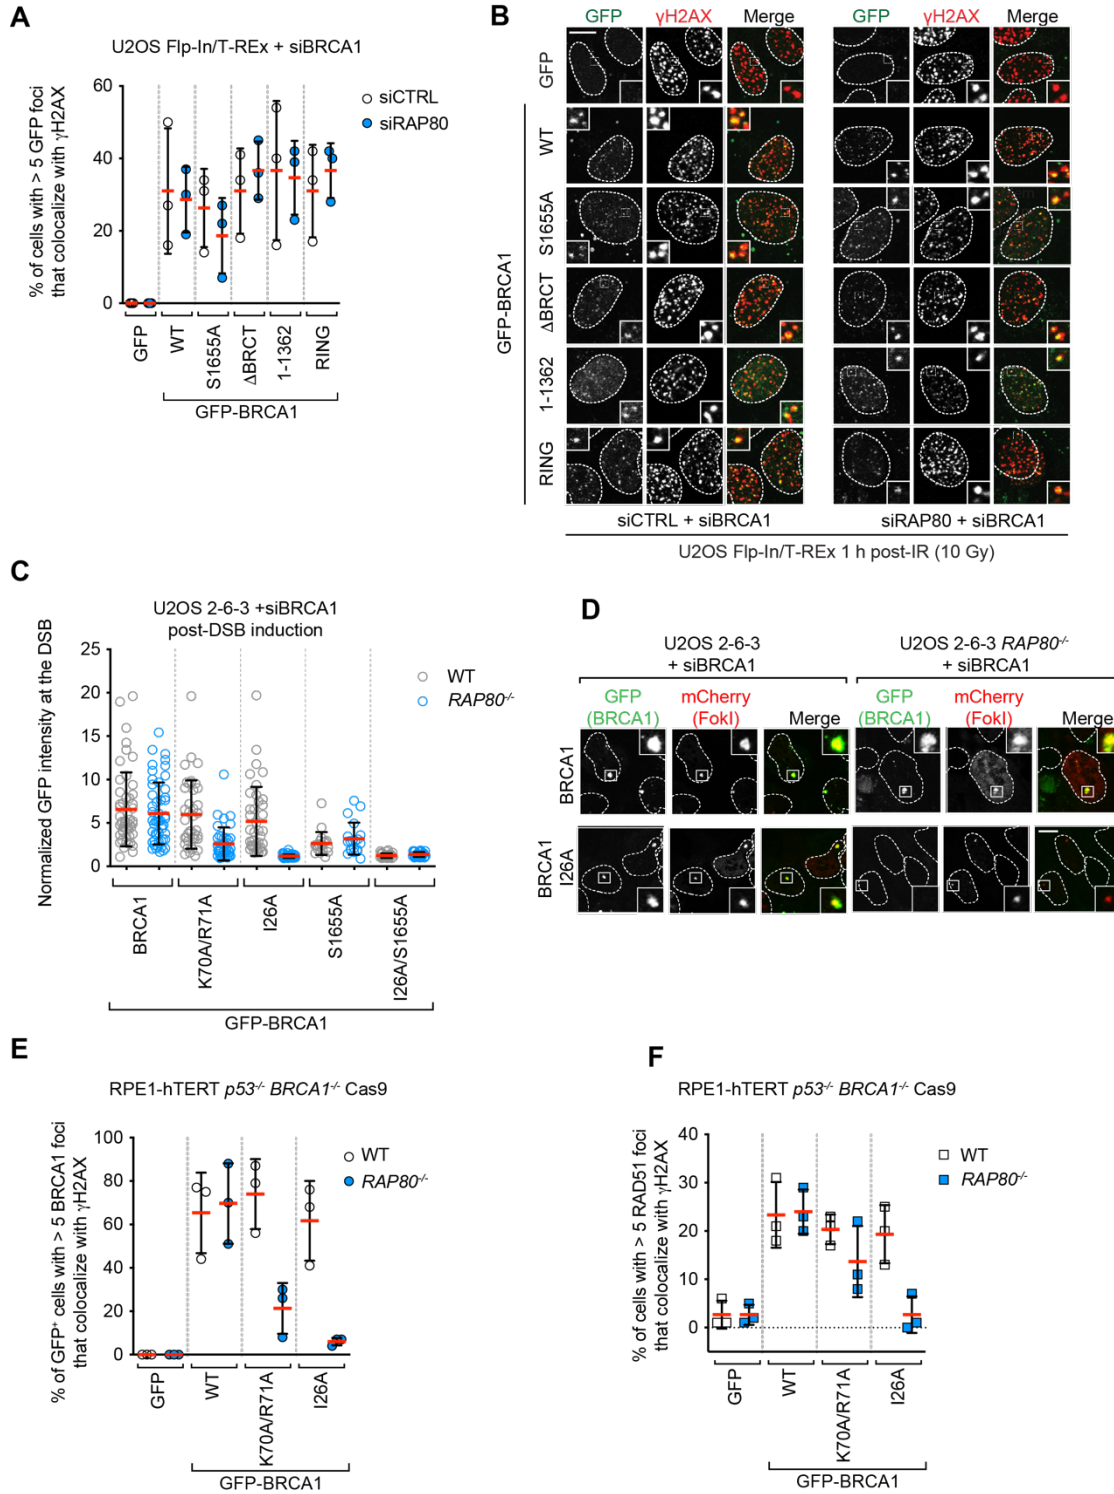 A
U2OS Flp-In/T-REx + siBRCA1
% of cells with > 5 GFP foci
that colocalize with γH2AX
60
40
20
0
siCTRL
siRAP80
GFP
WT
S1655A
ΔBRCT
1-1362
RING
GFP-BRCA1
B
GFP γH2AX Merge GFP γH2AX Merge
GFP
WT
S1655A
ΔBRCT
1-1362
RING
GFP-BRCA1
siCTRL + siBRCA1 siRAP80 + siBRCA1
U2OS Flp-In/T-REx 1 h post-IR (10 Gy)
C
U2OS 2-6-3 +siBRCA1
post-DSB induction
Normalized GFP intensity at the DSB
25
20
15
10
5
0
WT
RAP80-/-
BRCA1
K70A/R71A
I26A
S1655A
I26A/S1655A
GFP-BRCA1
D
U2OS 2-6-3
+ siBRCA1
U2OS 2-6-3 RAP80-/-
+ siBRCA1
GFP
(BRCA1)
mCherry
(FokI)
Merge
GFP
(BRCA1)
mCherry
(FokI)
Merge
BRCA1
BRCA1
I26A
E
RPE1-hTERT p53-/- BRCA1-/- Cas9
% of GFP+ cells with > 5 BRCA1 foci
that colocalize with γH2AX
100
80
60
40
20
0
WT
RAP80-/-
GFP
WT
K70A/R71A
I26A
GFP-BRCA1
F
RPE1-hTERT p53-/- BRCA1-/- Cas9
% of cells with > 5 RAD51 foci
that colocalize with γH2AX
40
30
20
10
0
WT
RAP80-/-
GFP
WT
K70A/R71A
I26A
GFP-BRCA1